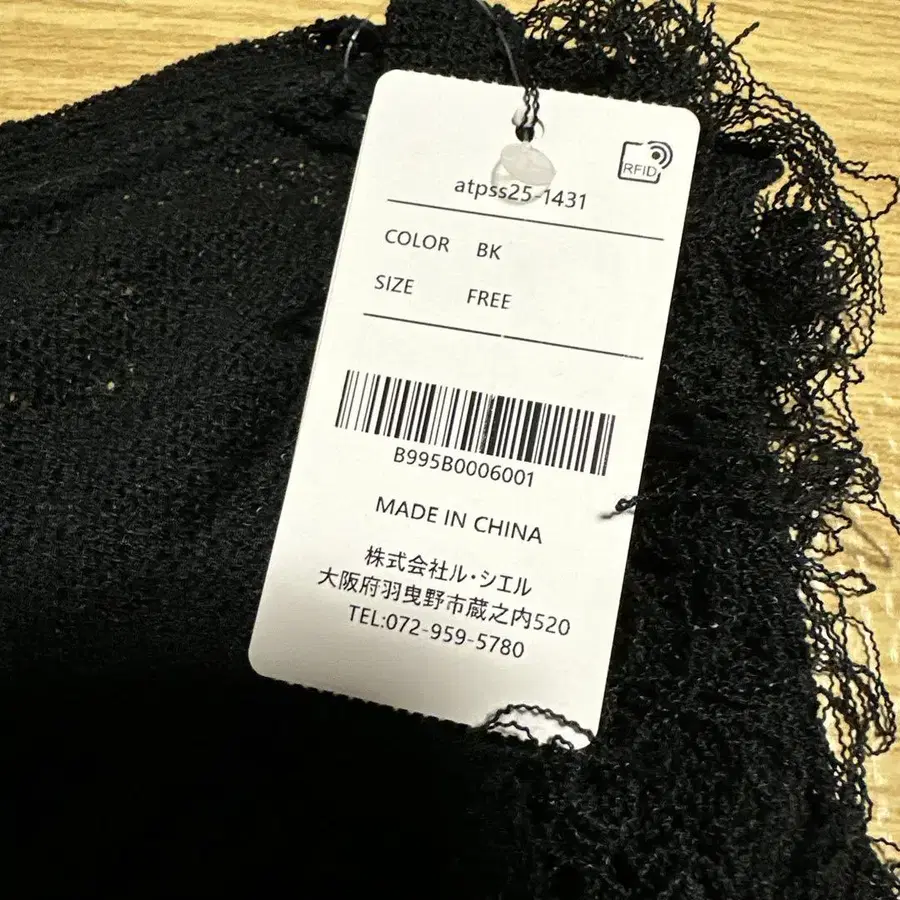 RFID
atpss25-1431
COLOR BK
SIZE FREE
B995B0006001
MADE IN CHINA
株式会社ル・シエル
大阪府羽曳野市蔵之内520
TEL:072-959-5780